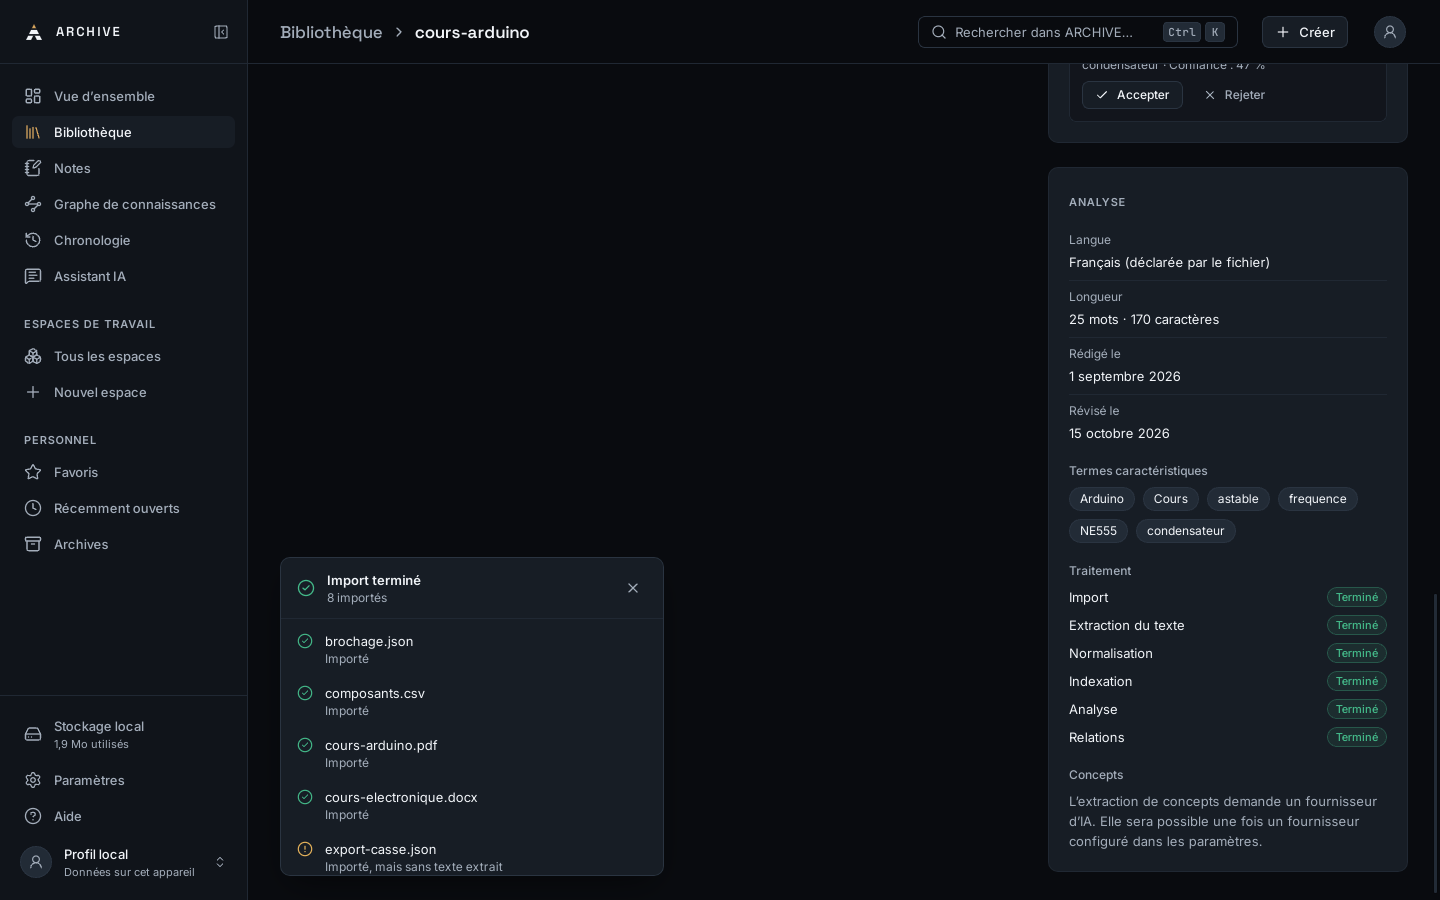 ARCHIVE
Bibliothèque > cours-arduino
Rechercher dans ARCHIVE...
Ctrl K
Créer
Vue d'ensemble
Bibliothèque
Notes
Graphe de connaissances
Chronologie
Assistant IA
ESPACES DE TRAVAIL
Tous les espaces
Nouvel espace
PERSONNEL
Favoris
Récemment ouverts
Archives
Stockage local
1,9 Mo utilisés
Paramètres
Aide
Profil local
Données sur cet appareil
Import terminé
8 importés
brochage.json
Importé
composants.csv
Importé
cours-arduino.pdf
Importé
cours-electronique.docx
Importé
export-casse.json
Importé, mais sans texte extrait
condensateur · Confiance : 47 %
Accepter
Rejeter
ANALYSE
Langue
Français (déclarée par le fichier)
Longueur
25 mots · 170 caractères
Rédigé le
1 septembre 2026
Révisé le
15 octobre 2026
Termes caractéristiques
Arduino Cours astable frequence
NE555 condensateur
Traitement
Import Terminé
Extraction du texte Terminé
Normalisation Terminé
Indexation Terminé
Analyse Terminé
Relations Terminé
Concepts
L'extraction de concepts demande un fournisseur
d'IA. Elle sera possible une fois un fournisseur
configuré dans les paramètres.